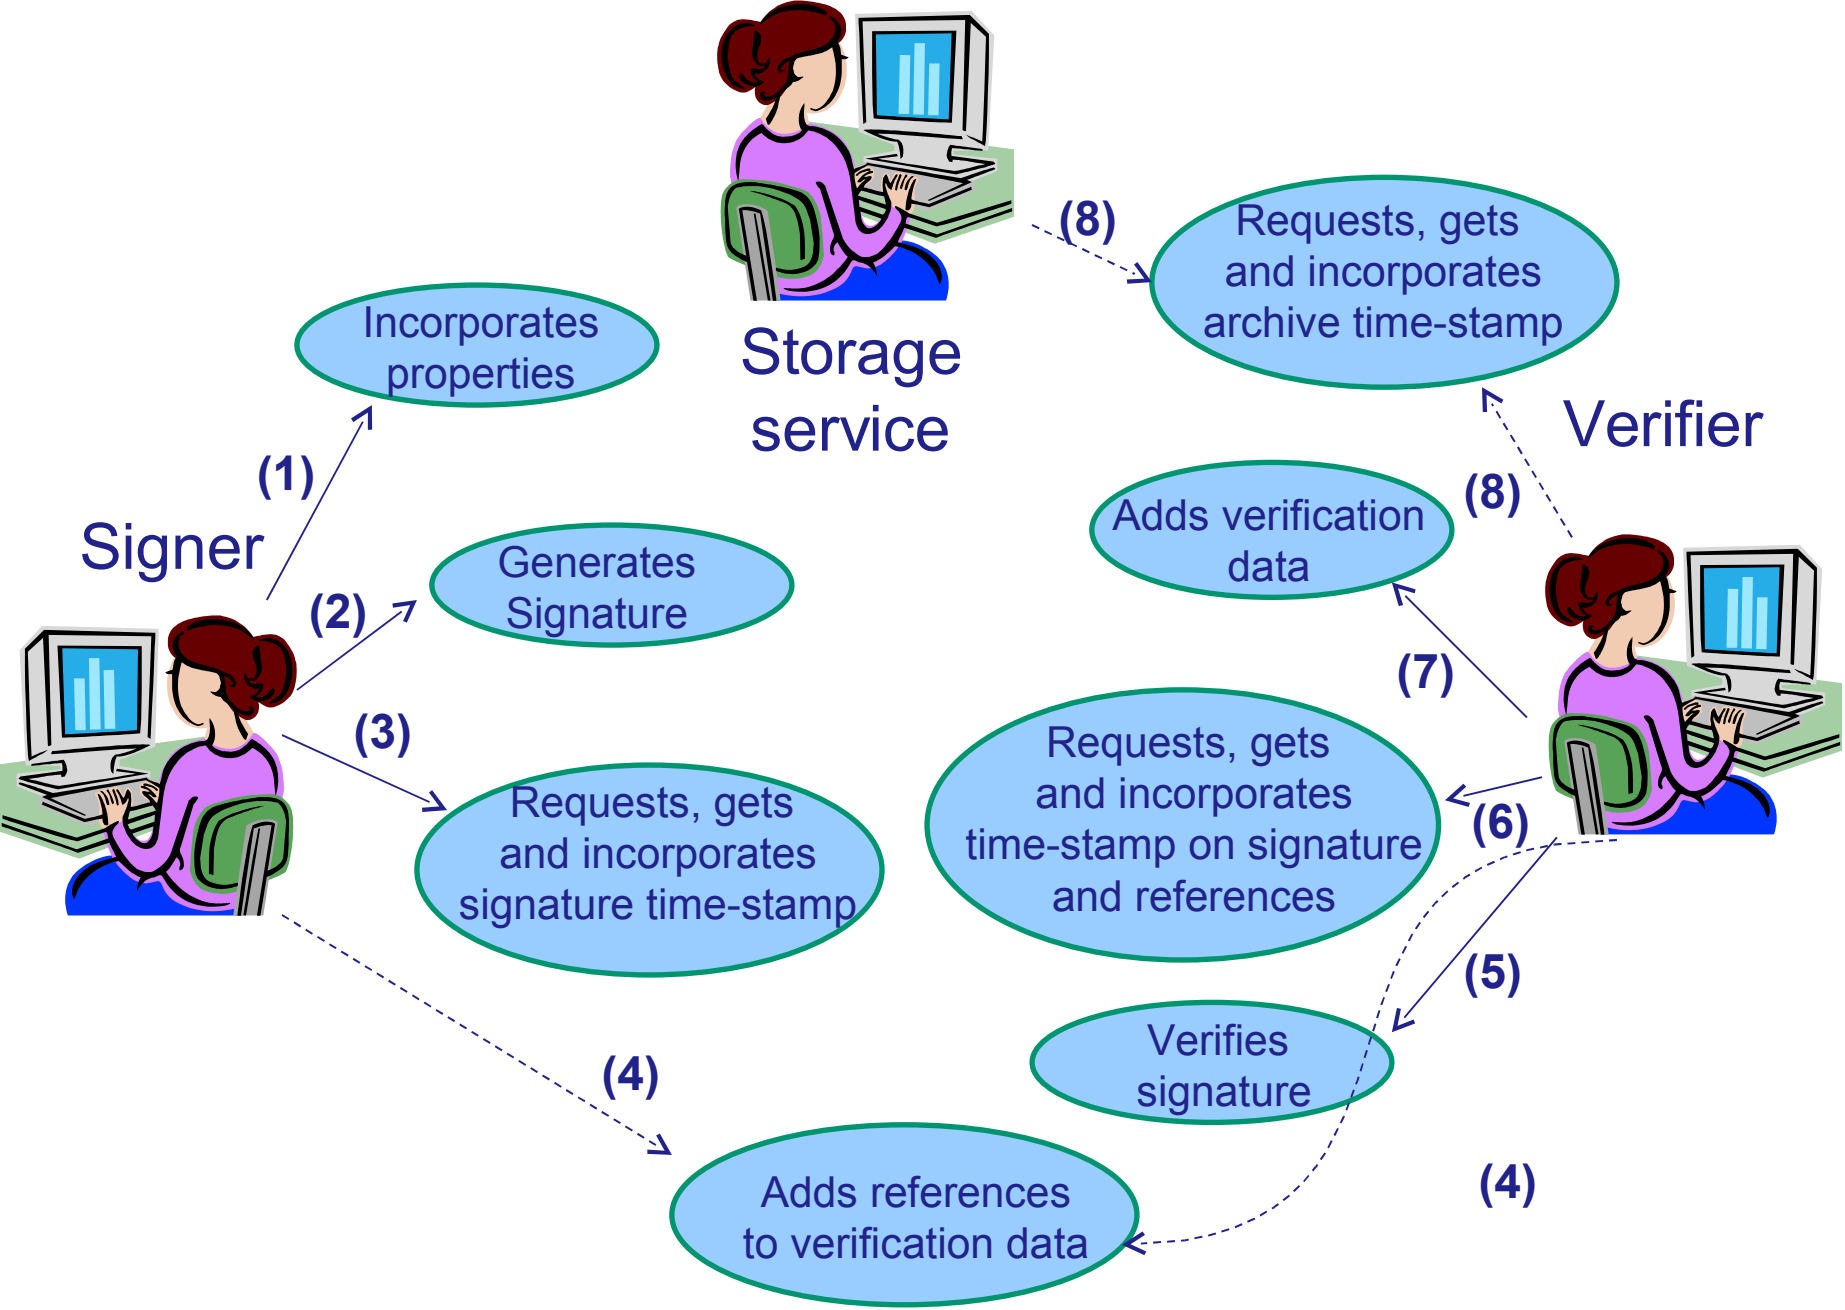 Storage
service
(8)
Requests, gets
and incorporates
archive time-stamp
Incorporates
properties
(1)
Signer
(2)
Generates
Signature
(3)
Requests, gets
and incorporates
signature time-stamp
(4)
Adds references
to verification data
Verifier
(8)
Adds verification
data
(7)
Requests, gets
and incorporates
time-stamp on signature
and references
(6)
(5)
Verifies
signature
(4)